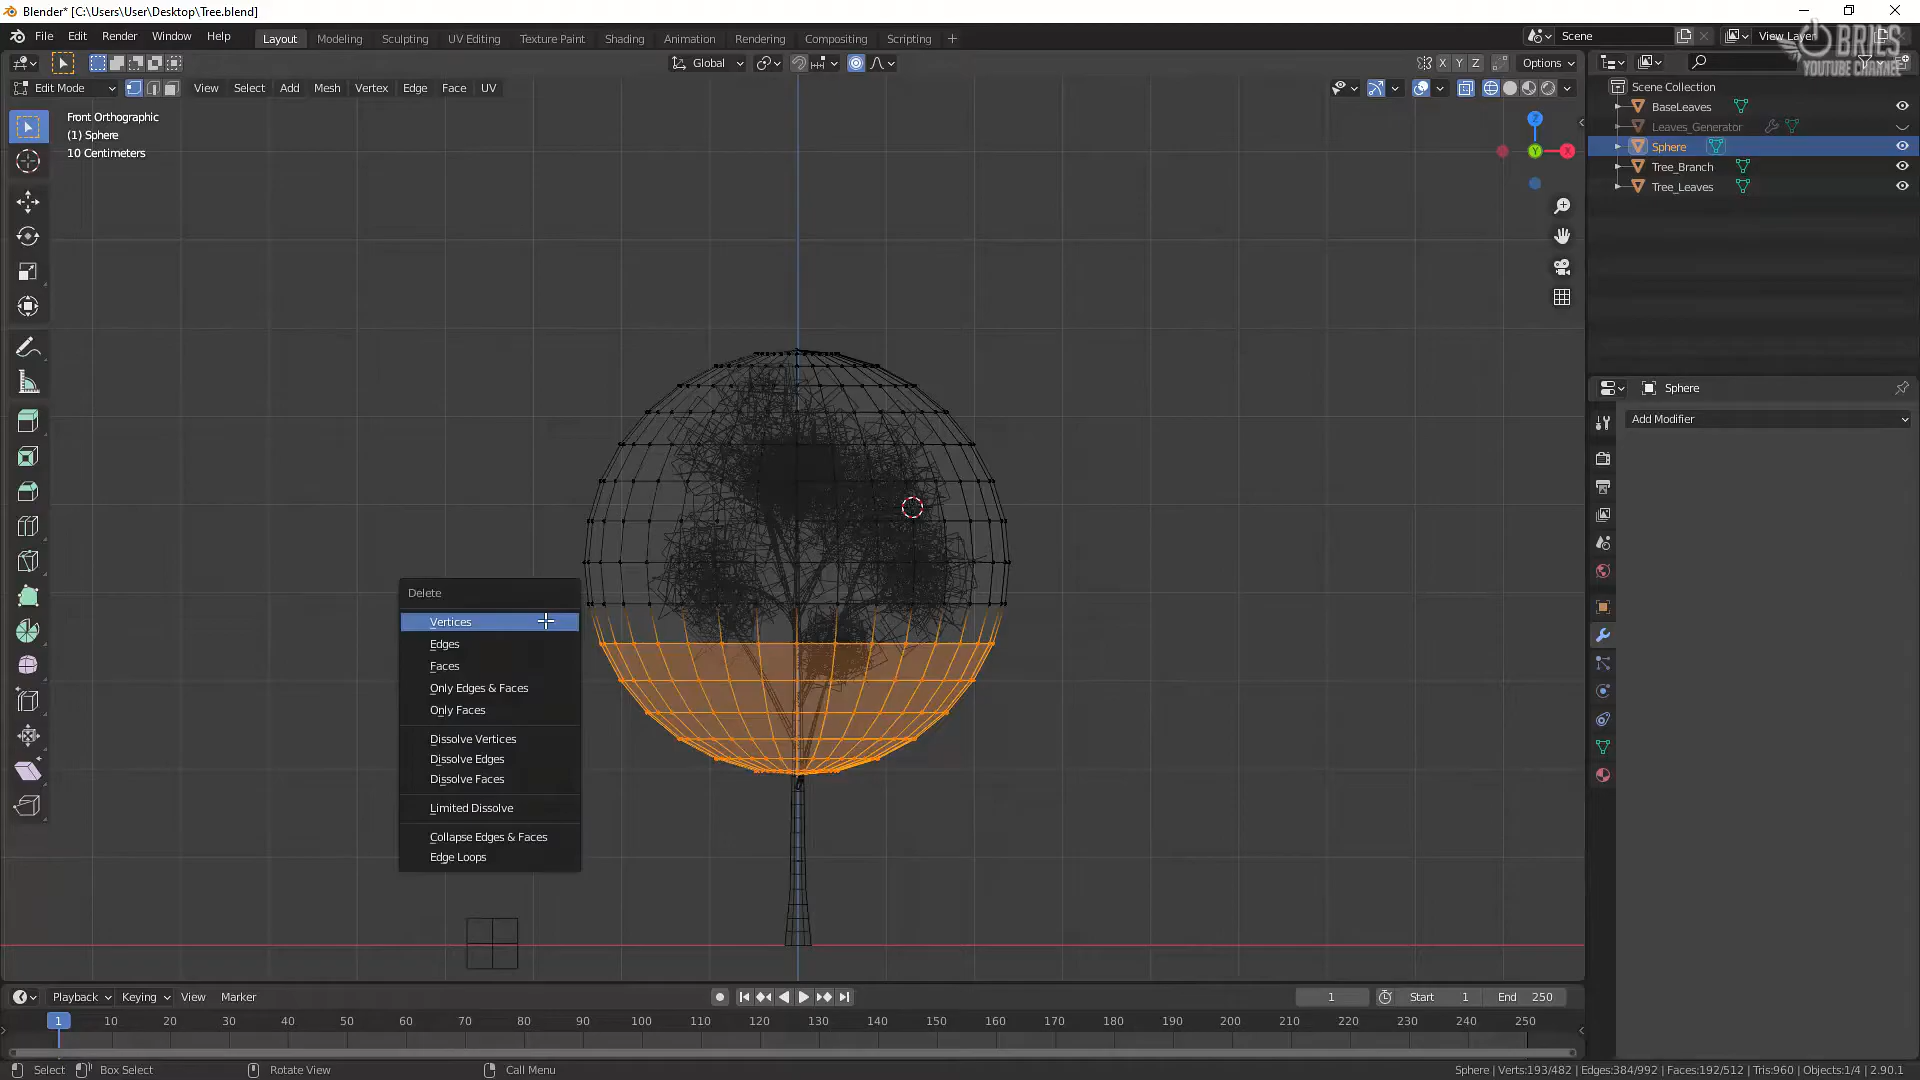 Blender* [C:\Users\User\Desktop\Tree.blend]
File Edit Render Window Help
Layout Modeling Sculpting UV Editing Texture Paint Shading Animation Rendering Compositing Scripting
Scene
View Layer
BRIES
YOUTUBE CHANNEL
Global
X Y Z
Options
Edit Mode View Select Add Mesh Vertex Edge Face UV
Front Orthographic
(1) Sphere
10 Centimeters
Z
Y
X
Scene Collection
BaseLeaves
Leaves_Generator
Sphere
Tree_Branch
Tree_Leaves
Sphere
Add Modifier
Delete
Vertices
Edges
Faces
Only Edges & Faces
Only Faces
Dissolve Vertices
Dissolve Edges
Dissolve Faces
Limited Dissolve
Collapse Edges & Faces
Edge Loops
Playback Keying View Marker
1
Start 1
End 250
1 10 20 30 40 50 60 70 80 90 100 110 120 130 140 150 160 170 180 190 200 210 220 230 240 250
Select Box Select Rotate View Call Menu
Sphere | Verts:193/482 | Edges:384/992 | Faces:192/512 | Tris:960 | Objects:1/4 | 2.90.1